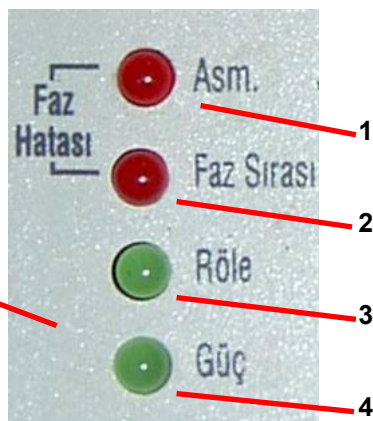 Asm.
Faz
Hatası
Faz Sırası
Röle
Güç
1
2
3
4